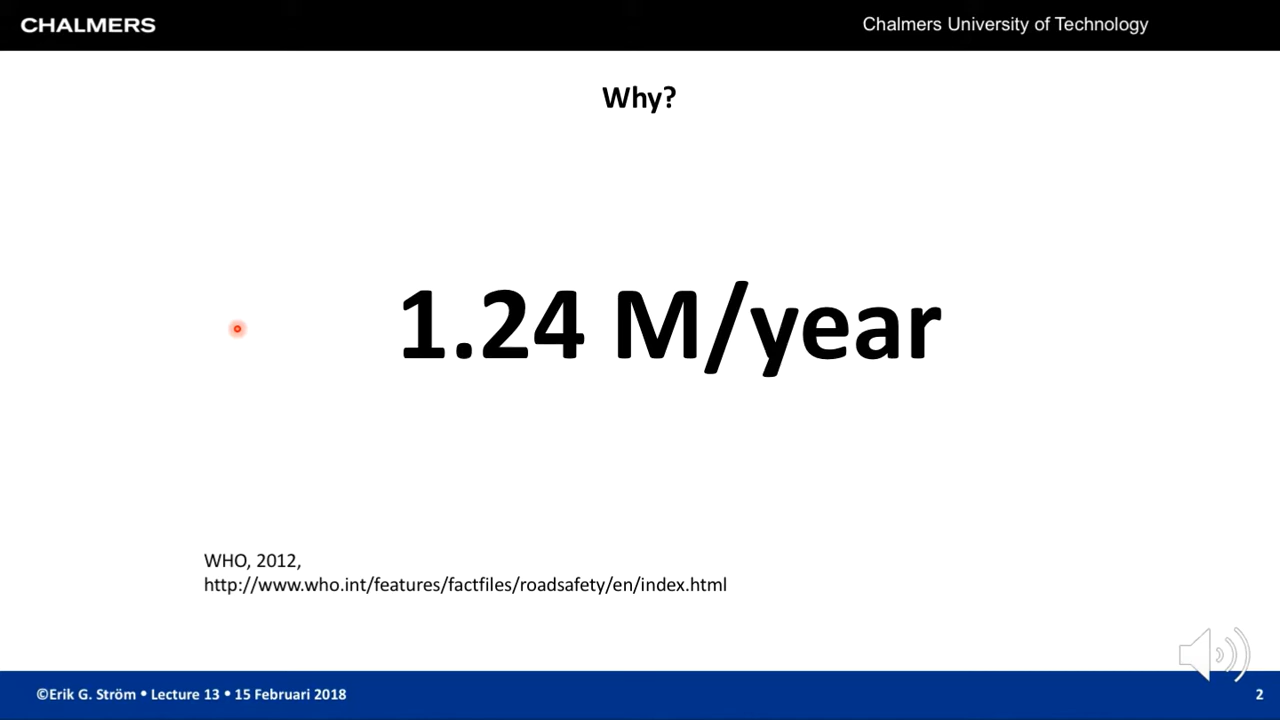 CHALMERS
Chalmers University of Technology
Why?
1.24 M/year
WHO, 2012,
http://www.who.int/features/factfiles/roadsafety/en/index.html
©Erik G. Ström • Lecture 13 • 15 Februari 2018
2